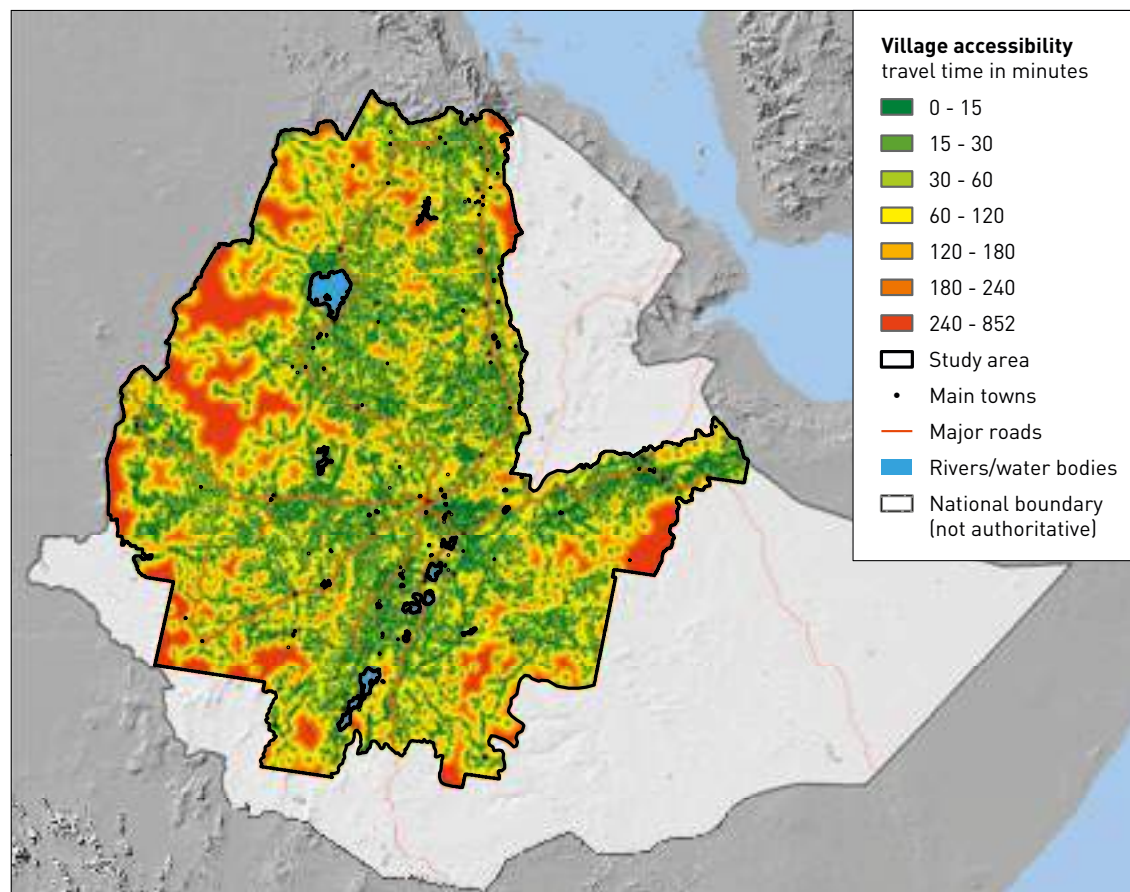 Village accessibility
travel time in minutes
0 - 15
15 - 30
30 - 60
60 - 120
120 - 180
180 - 240
240 - 852
Study area
Main towns
Major roads
Rivers/water bodies
National boundary
(not authoritative)